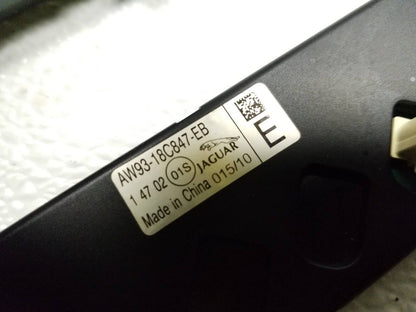 AW93-18C847-EB
1 47 02 01S JAGUAR
Made in China 015/10
E